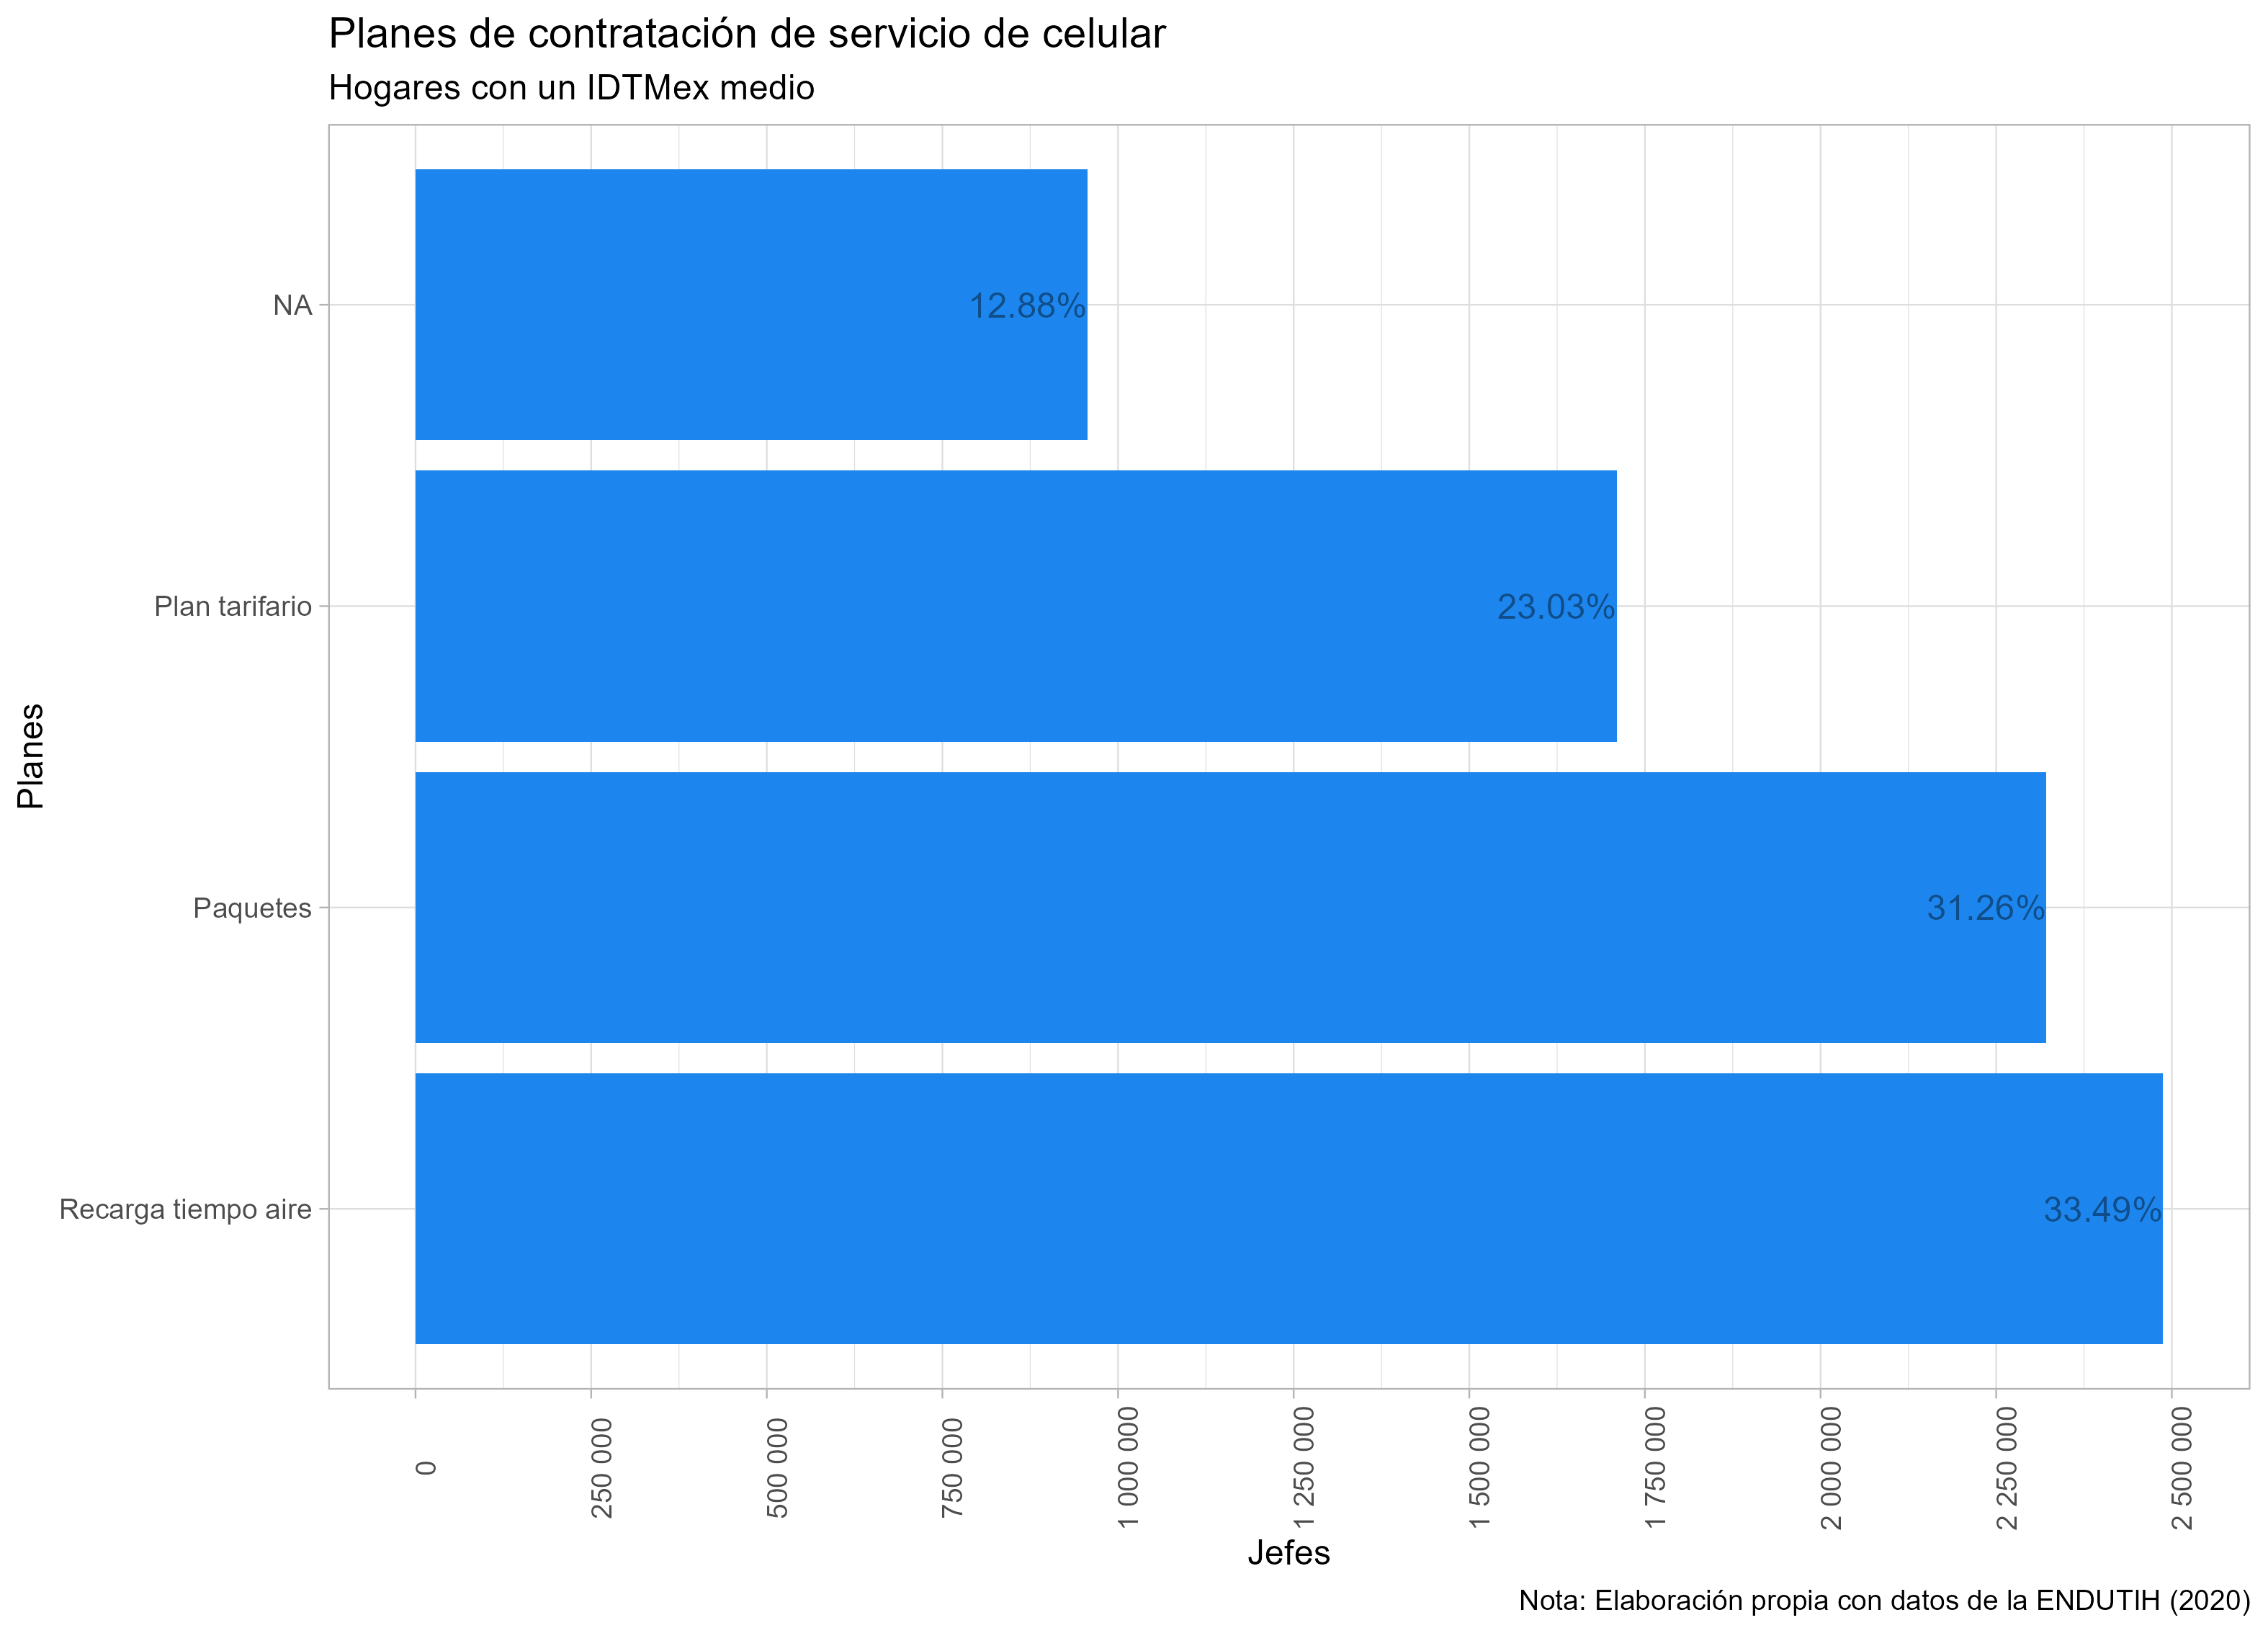 Planes de contratación de servicio de celular
Hogares con un IDTMex medio
Planes
NA
12.88%
Plan tarifario
23.03%
Paquetes
31.26%
Recarga tiempo aire
33.49%
0
250 000
500 000
750 000
1 000 000
1 250 000
1 500 000
1 750 000
2 000 000
2 250 000
2 500 000
Jefes
Nota: Elaboración propia con datos de la ENDUTIH (2020)